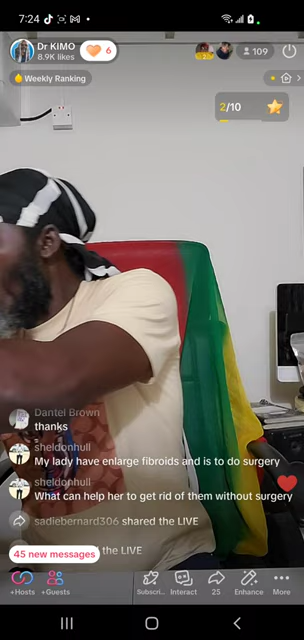 7:24
Dr KIMO
8.9K likes
6
109
Weekly Ranking
2/10
Dantel Brown
thanks
sheldonhull
My lady have enlarge fibroids and is to do surgery
sheldonhull
What can help her to get rid of them without surgery
sadiebernard306 shared the LIVE
45 new messages
the LIVE
+Hosts
+Guests
Subscri...
Interact
25
Enhance
More